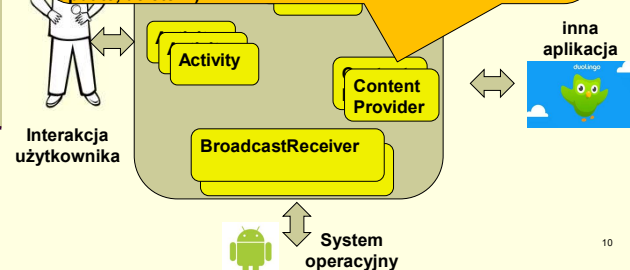 inna
aplikacja
duolingo
Activity
Content
Provider
Interakcja
użytkownika
BroadcastReceiver
System
operacyjny
10